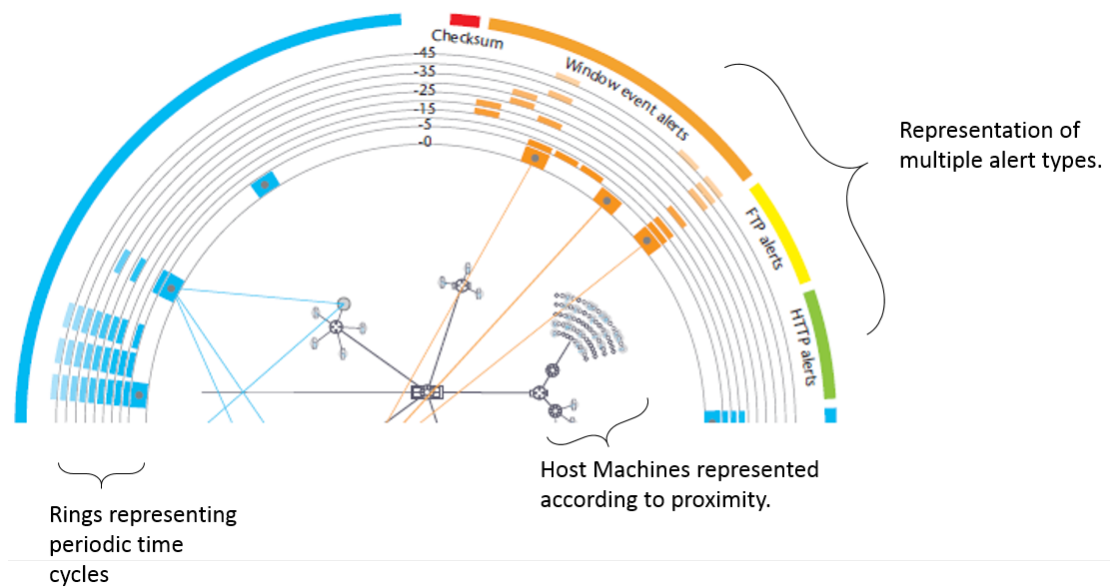 Checksum
-45
-35
-25
-15
-5
-0
Window event alerts
FTP alerts
HTTP alerts
Representation of
multiple alert types.
Host Machines represented
according to proximity.
Rings representing
periodic time
cycles